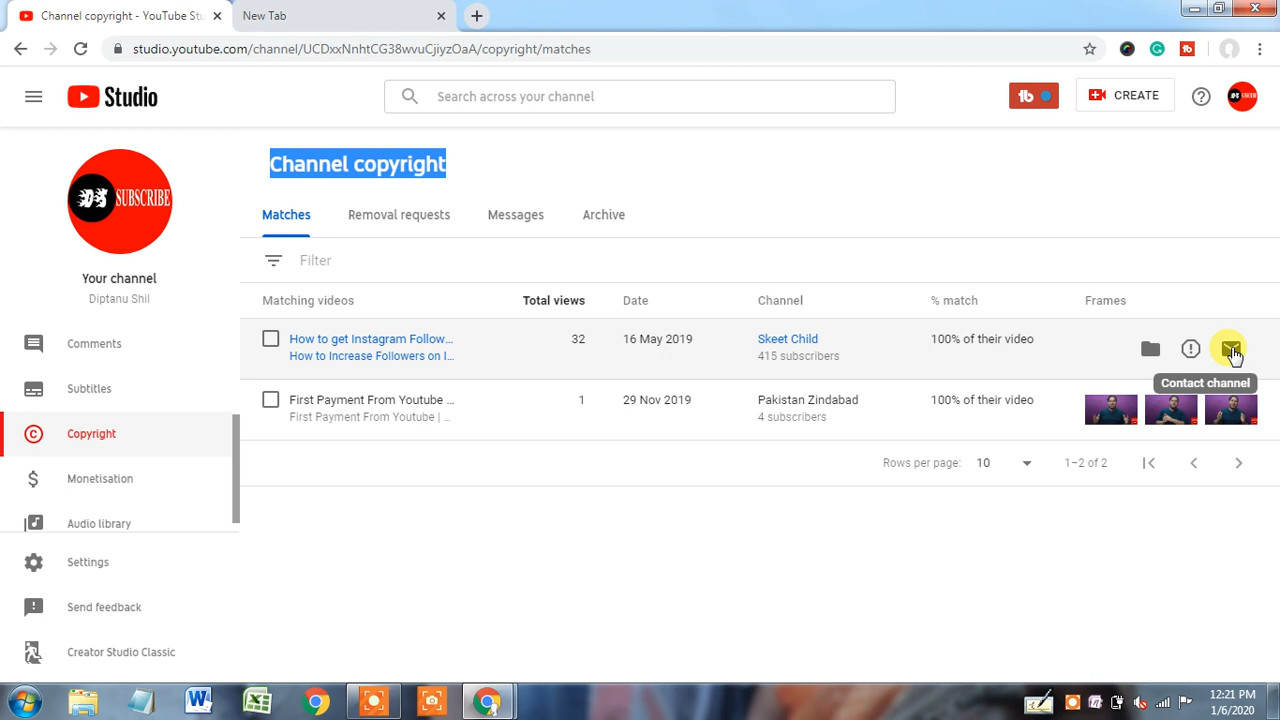 Channel copyright - YouTube Stu
New Tab
studio.youtube.com/channel/UCDxxNnhtCG38wvuCjiyzOaA/copyright/matches
Studio
Search across your channel
tb
CREATE
DS SUBSCRIBE
Your channel
Diptanu Shil
Comments
Subtitles
Copyright
Monetisation
Audio library
Settings
Send feedback
Creator Studio Classic
Channel copyright
Matches Removal requests Messages Archive
Filter
Matching videos Total views Date Channel % match Frames
How to get Instagram Follow... 32 16 May 2019 Skeet Child 100% of their video
How to Increase Followers on I... 415 subscribers
Contact channel
First Payment From Youtube ... 1 29 Nov 2019 Pakistan Zindabad 100% of their video
First Payment From Youtube | ... 4 subscribers
Rows per page: 10 1–2 of 2
12:21 PM
1/6/2020